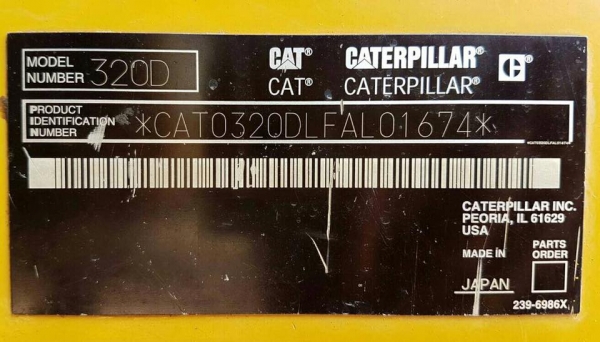 MODEL NUMBER 320D
CAT® CATERPILLAR® C®
CAT® CATERPILLAR®
PRODUCT IDENTIFICATION NUMBER *CAT0320DLFAL01674*
CATERPILLAR INC.
PEORIA, IL 61629
USA
MADE IN
JAPAN
PARTS ORDER
239-6986X